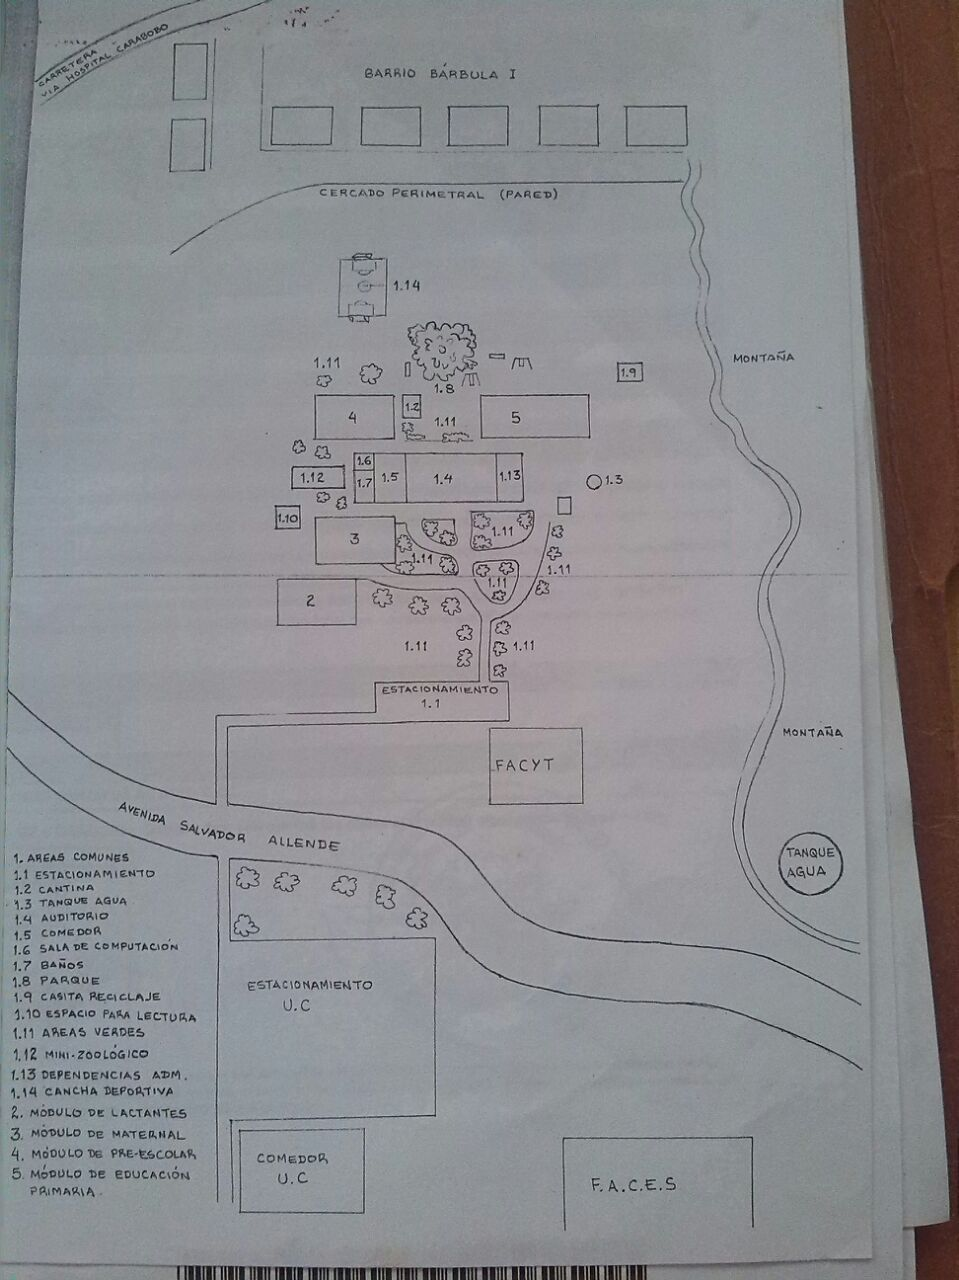 CARRETERA
VIA HOSPITAL CARABOBO
BARRIO BÁRBULA I
CERCADO PERIMETRAL (PARED)
1.14
MONTAÑA
1.11
1.9
1.8
4
1.2
1.11
5
1.6
1.12
1.7
1.5
1.4
1.13
1.3
1.10
3
1.11
1.11
1.11
1.11
2
1.11
1.11
ESTACIONAMIENTO
1.1
MONTAÑA
FACYT
AVENIDA SALVADOR ALLENDE
TANQUE
AGUA
1. AREAS COMUNES
1.1 ESTACIONAMIENTO
1.2 CANTINA
1.3 TANQUE AGUA
1.4 AUDITORIO
1.5 COMEDOR
1.6 SALA DE COMPUTACIÓN
1.7 BAÑOS
1.8 PARQUE
1.9 CASITA RECICLAJE
1.10 ESPACIO PARA LECTURA
1.11 AREAS VERDES
1.12 MINI-ZOOLÓGICO
1.13 DEPENDENCIAS ADM.
1.14 CANCHA DEPORTIVA
2. MÓDULO DE LACTANTES
3. MÓDULO DE MATERNAL
4. MÓDULO DE PRE-ESCOLAR
5. MÓDULO DE EDUCACIÓN
PRIMARIA.
ESTACIONAMIENTO
U.C
COMEDOR
U.C
F.A.C.E.S